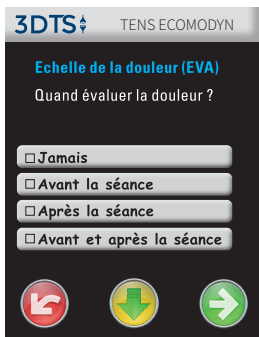 3DTS TENS ECOMODYN
Echelle de la douleur (EVA)
Quand évaluer la douleur ?
Jamais
Avant la séance
Après la séance
Avant et après la séance